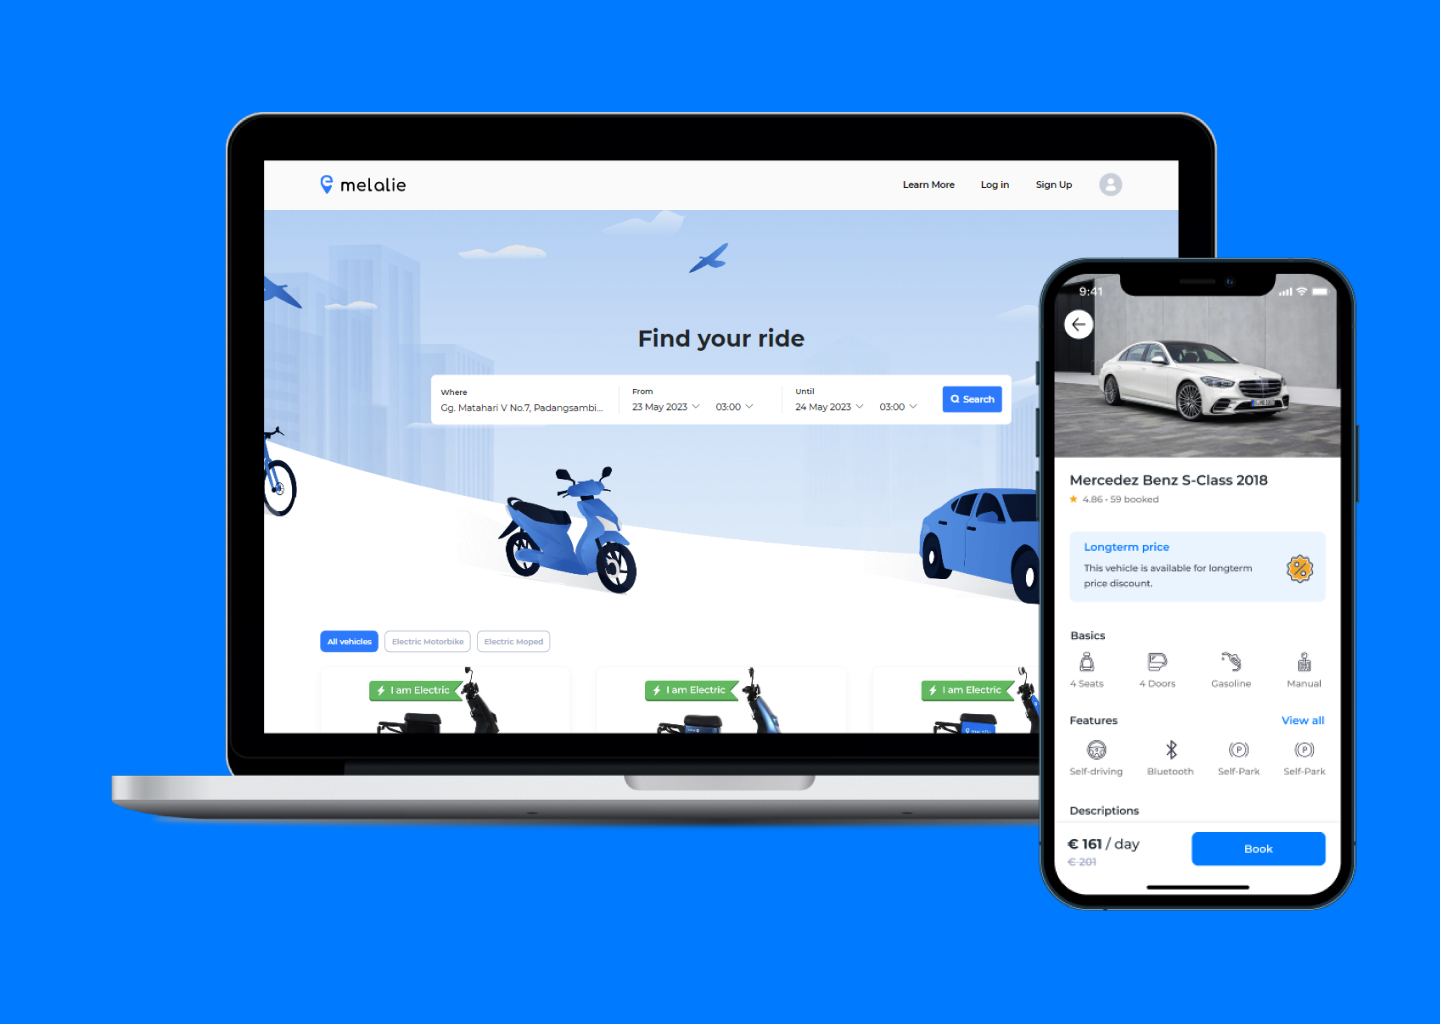 melalie
Learn More
Log in
Sign Up
Find your ride
Where
Gg. Matahari V No.7, Padangsambi...
From
23 May 2023
03:00
Until
24 May 2023
03:00
Search
All vehicles
Electric Motorbike
Electric Moped
I am Electric
I am Electric
I am Electric
9:41
Mercedez Benz S-Class 2018
4.86 • 59 booked
Longterm price
This vehicle is available for longterm
price discount.
Basics
4 Seats
4 Doors
Gasoline
Manual
Features
View all
Self-driving
Bluetooth
Self-Park
Self-Park
Descriptions
€ 161 / day
€ 201
Book